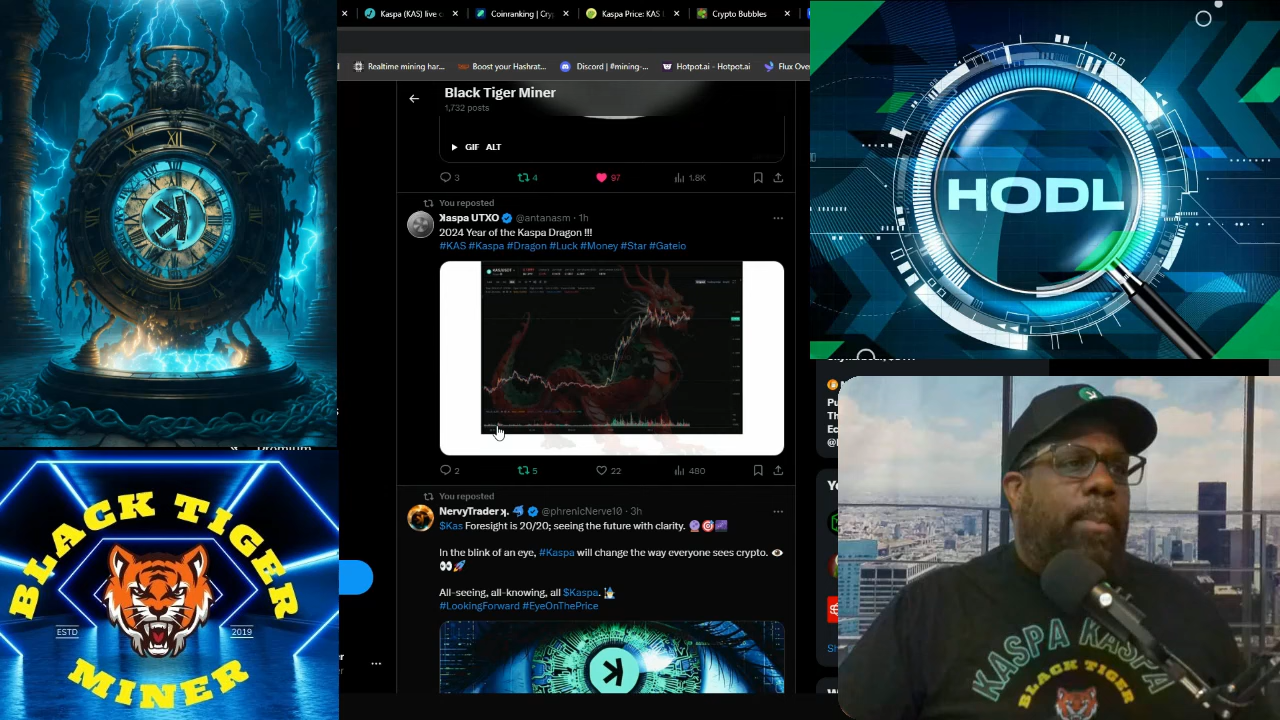 Kaspa (KAS) live c
Coinranking | Cry
Kaspa Price: KAS
Crypto Bubbles
Realtime mining har...
Boost your Hashrat...
Discord | #mining-...
Hotpot.ai - Hotpot.ai
Flux Ove
Black Tiger Miner
1,732 posts
GIF ALT
3
4
97
1.8K
You reposted
ꓘaspa UTXO @antanasm · 1h
2024 Year of the Kaspa Dragon !!!
#KAS #Kaspa #Dragon #Luck #Money #Star #Gateio
2
5
22
480
You reposted
NervyTrader ꓘ. @phrenicNerve10 · 3h
$Kas Foresight is 20/20; seeing the future with clarity.
In the blink of an eye, #Kaspa will change the way everyone sees crypto.
All-seeing, all-knowing, all $Kaspa.
#LookingForward #EyeOnThePrice
HODL
BLACK TIGER
ESTD
2019
MINER
KASPA KASPA
BLACK TIGER